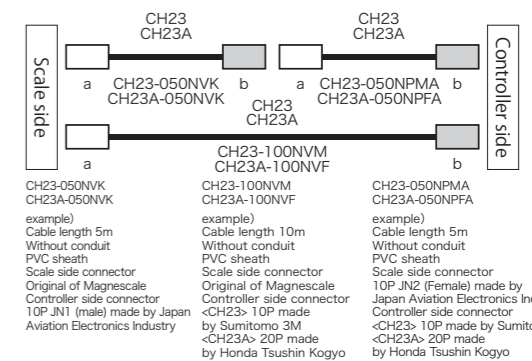 CH23
CH23A
CH23
CH23A
Scale side
Controller side
a
CH23-050NVK
CH23A-050NVK
b
a
CH23-050NPMA
CH23A-050NPFA
b
CH23
CH23A
a
CH23-100NVM
CH23A-100NVF
b
CH23-050NVK
CH23A-050NVK
example)
Cable length 5m
Without conduit
PVC sheath
Scale side connector
Original of Magnescale
Controller side connector
10P JN1 (male) made by Japan
Aviation Electronics Industry
CH23-100NVM
CH23A-100NVF
example)
Cable length 10m
Without conduit
PVC sheath
Scale side connector
Original of Magnescale
Controller side connector
<CH23> 10P made
by Sumitomo 3M
<CH23A> 20P made
by Honda Tsushin Kogyo
CH23-050NPMA
CH23A-050NPFA
example)
Cable length 5m
Without conduit
PVC sheath
Scale side connector
10P JN2 (Female) made by
Japan Aviation Electronics
Controller side connector
<CH23> 10P made by
<CH23A> 20P made
by Honda Tsushin Kogyo